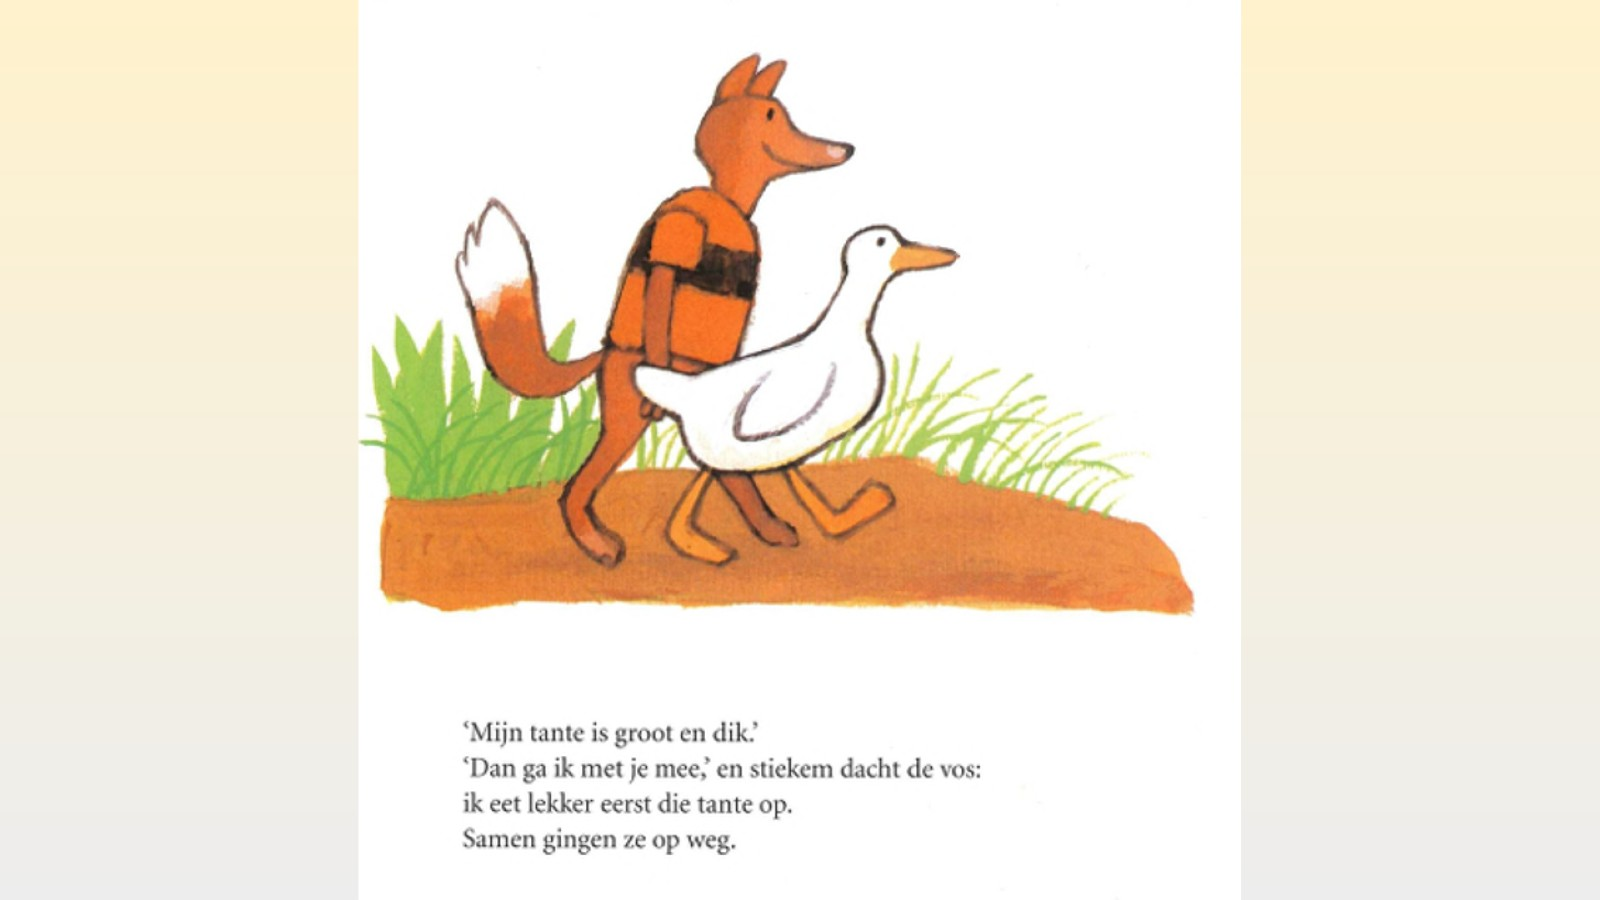 ‘Mijn tante is groot en dik.’
‘Dan ga ik met je mee,’ en stiekem dacht de vos:
ik eet lekker eerst die tante op.
Samen gingen ze op weg.